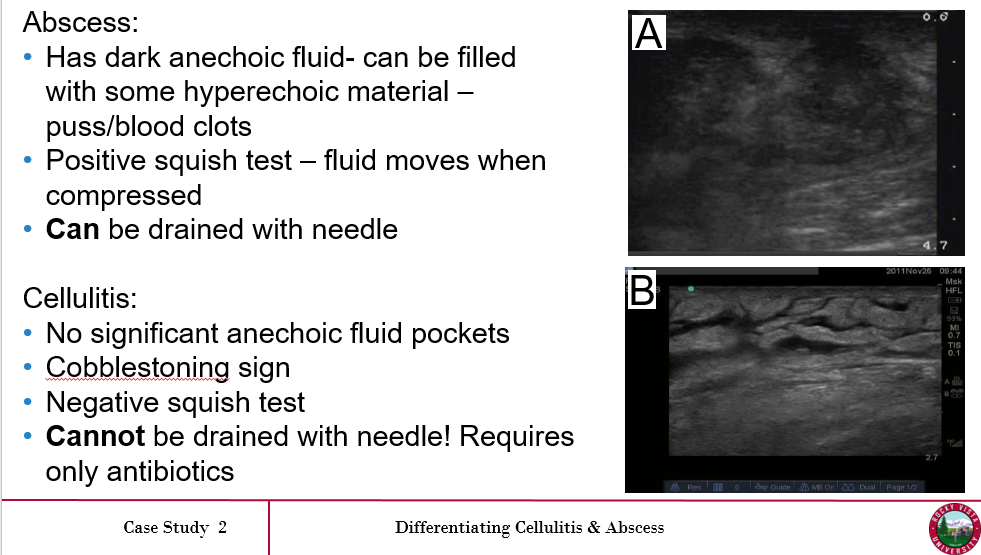 Abscess:
• Has dark anechoic fluid- can be filled
with some hyperechoic material –
puss/blood clots
• Positive squish test – fluid moves when
compressed
• Can be drained with needle
Cellulitis:
• No significant anechoic fluid pockets
• Cobblestoning sign
• Negative squish test
• Cannot be drained with needle! Requires
only antibiotics
A
0.6
4.7
B
2011Nov26 09:44
Msk
HFL
93%
MI
0.7
TIS
0.1
A
B
2.7
Res
0
Guide
MB On
Dual
Page 1/2
Case Study 2
Differentiating Cellulitis & Abscess
ROCKY VISTA
UNIVERSITY